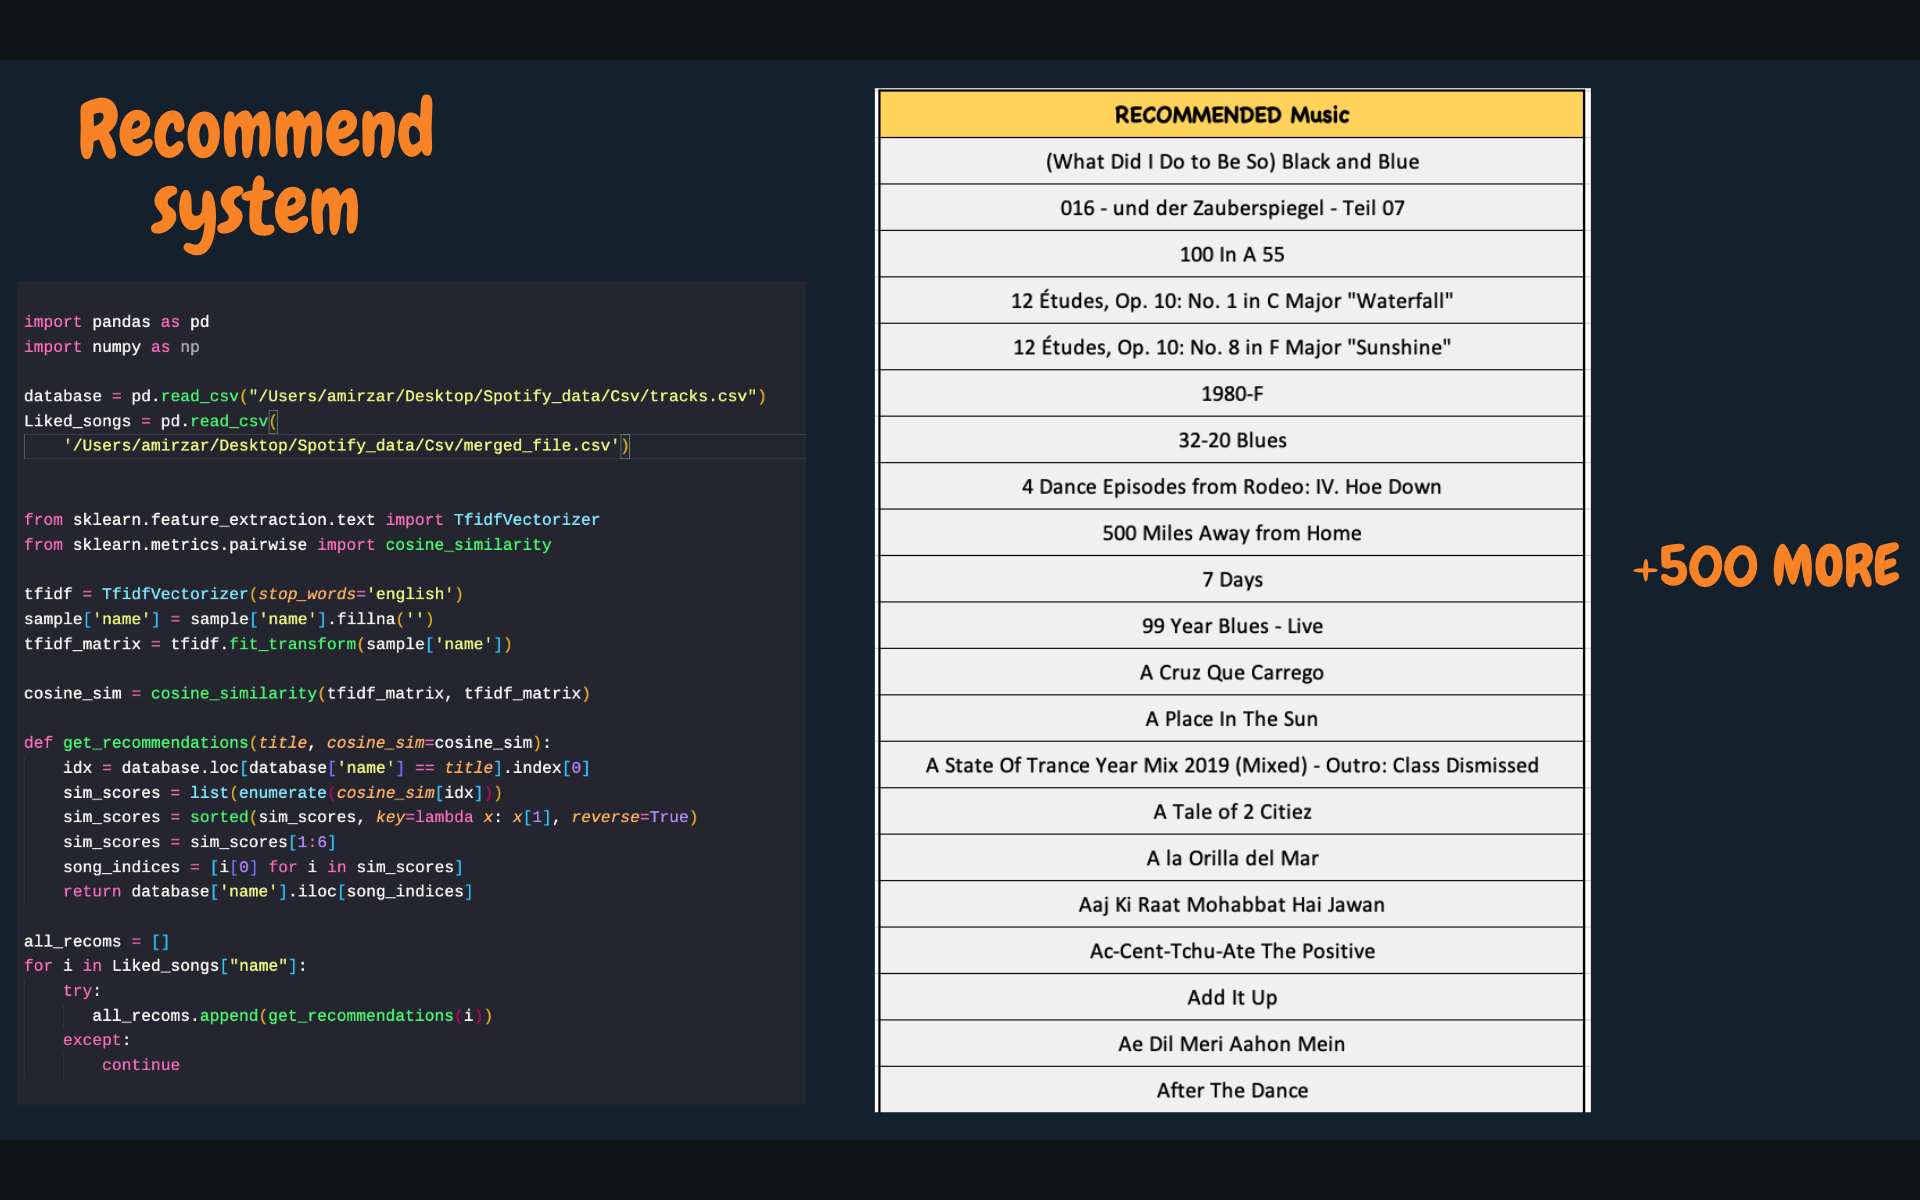 Recommend
system
import pandas as pd
import numpy as np
database = pd.read_csv("/Users/amirzar/Desktop/Spotify_data/Csv/tracks.csv")
Liked_songs = pd.read_csv(
'/Users/amirzar/Desktop/Spotify_data/Csv/merged_file.csv')
from sklearn.feature_extraction.text import TfidfVectorizer
from sklearn.metrics.pairwise import cosine_similarity
tfidf = TfidfVectorizer(stop_words='english')
sample['name'] = sample['name'].fillna('')
tfidf_matrix = tfidf.fit_transform(sample['name'])
cosine_sim = cosine_similarity(tfidf_matrix, tfidf_matrix)
def get_recommendations(title, cosine_sim=cosine_sim):
idx = database.loc[database['name'] == title].index[0]
sim_scores = list(enumerate(cosine_sim[idx]))
sim_scores = sorted(sim_scores, key=lambda x: x[1], reverse=True)
sim_scores = sim_scores[1:6]
song_indices = [i[0] for i in sim_scores]
return database['name'].iloc[song_indices]
all_recoms = []
for i in Liked_songs["name"]:
try:
all_recoms.append(get_recommendations(i))
except:
continue
RECOMMENDED Music
(What Did I Do to Be So) Black and Blue
016 - und der Zauberspiegel - Teil 07
100 In A 55
12 Études, Op. 10: No. 1 in C Major "Waterfall"
12 Études, Op. 10: No. 8 in F Major "Sunshine"
1980-F
32-20 Blues
4 Dance Episodes from Rodeo: IV. Hoe Down
500 Miles Away from Home
7 Days
99 Year Blues - Live
A Cruz Que Carrego
A Place In The Sun
A State Of Trance Year Mix 2019 (Mixed) - Outro: Class Dismissed
A Tale of 2 Citiez
A la Orilla del Mar
Aaj Ki Raat Mohabbat Hai Jawan
Ac-Cent-Tchu-Ate The Positive
Add It Up
Ae Dil Meri Aahon Mein
After The Dance
+500 MORE